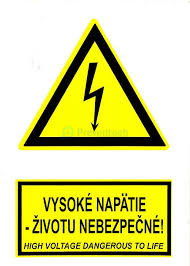 VYSOKÉ NAPÄTIE
- ŽIVOTU NEBEZPEČNÉ!
HIGH VOLTAGE DANGEROUS TO LIFE